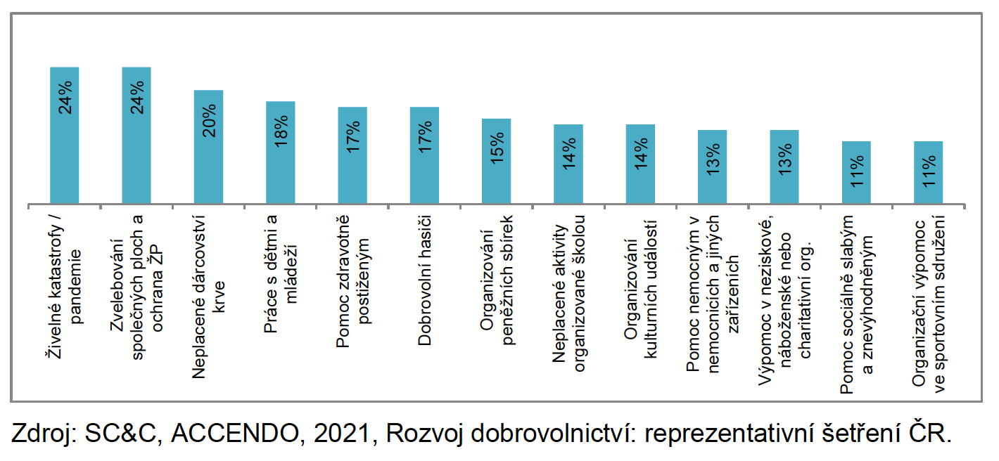 24%
24%
20%
18%
17%
17%
15%
14%
14%
13%
13%
11%
11%
Živelné katastrofy /
pandemie
Zvelebování
společných ploch a
ochrana ŽP
Neplacené dárcovství
krve
Práce s dětmi a
mládeží
Pomoc zdravotně
postiženým
Dobrovolní hasiči
Organizování
peněžních sbírek
Neplacené aktivity
organizované školou
Organizování
kulturních událostí
Pomoc nemocným v
nemocnicích a jiných
zařízeních
Výpomoc v neziskové,
náboženské nebo
charitativní org.
Pomoc sociálně slabým
a znevýhodněným
Organizační výpomoc
ve sportovním sdružení
Zdroj: SC&C, ACCENDO, 2021, Rozvoj dobrovolnictví: reprezentativní šetření ČR.